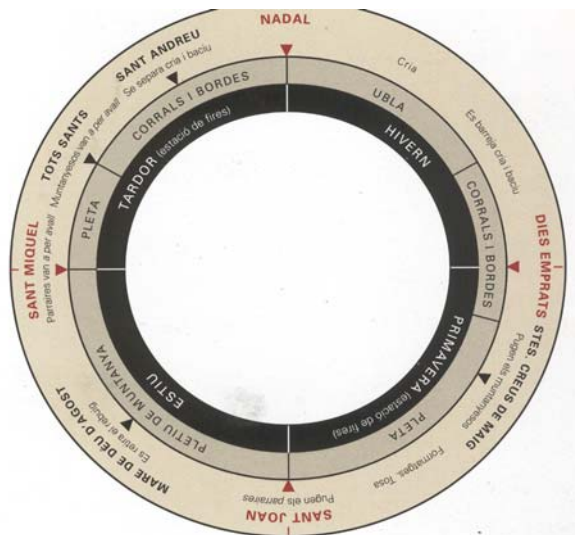 NADAL
Cria
Es barreja cria i baciu
DIES EMPRATS
STES. CREUS DE MAIG
Pugen els muntanyesos
Formatges. Tosa
SANT JOAN
Pugen els parraires
MARE DE DÉU D'AGOST
Es retira el rebuig
SANT MIQUEL
Parraires van a per avall
TOTS SANTS
Muntanyesos van a per avall
SANT ANDREU
Se separa cria i baciu
UBLA
CORRALS I BORDES
PLETA
PLETIU DE MUNTANYA
PLETA
CORRALS I BORDES
HIVERN
PRIMAVERA (estació de fires)
ESTIU
TARDOR (estació de fires)